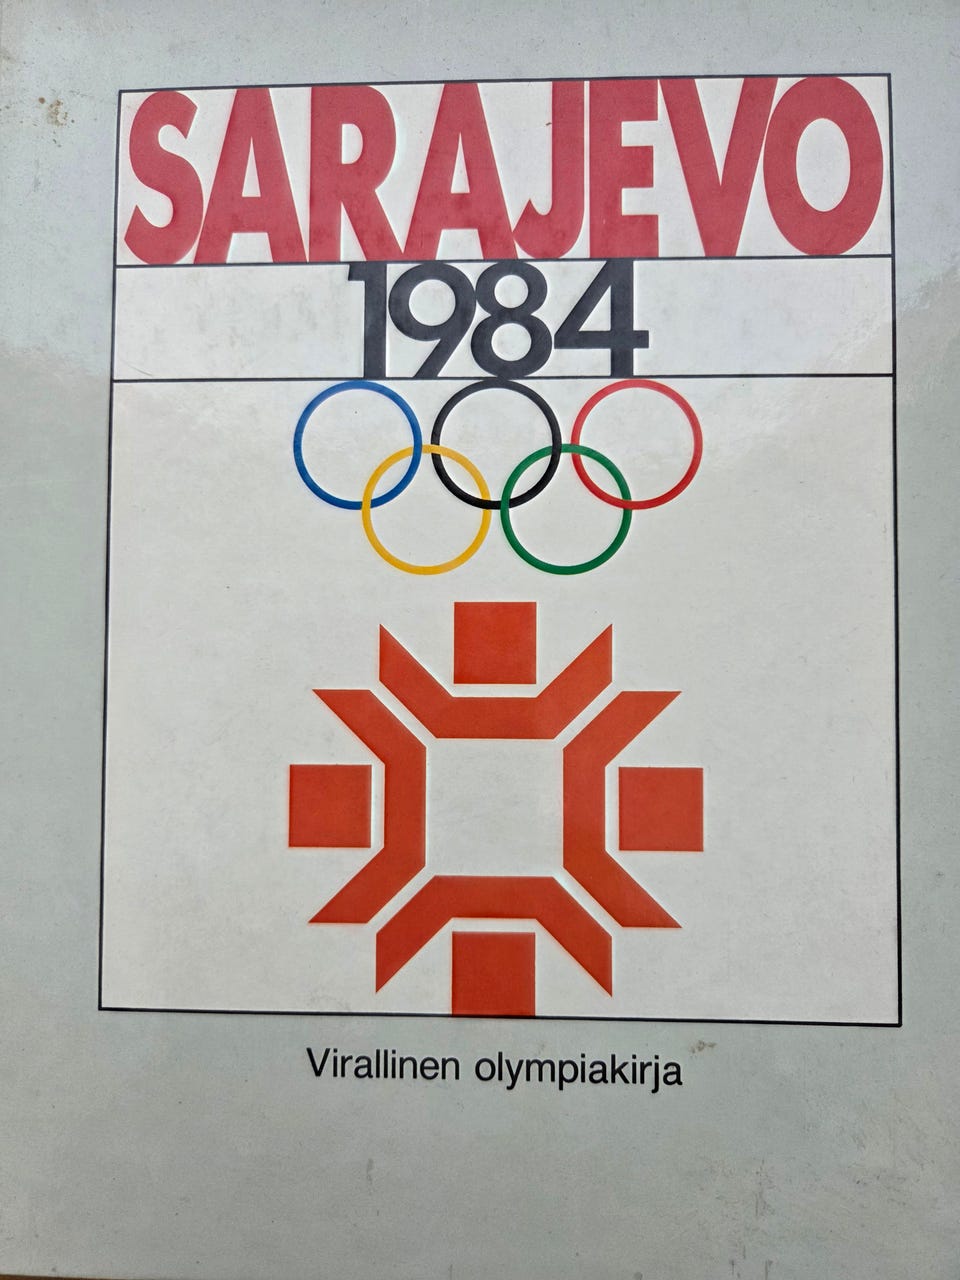 SARAJEVO
1984
Virallinen olympiakirja